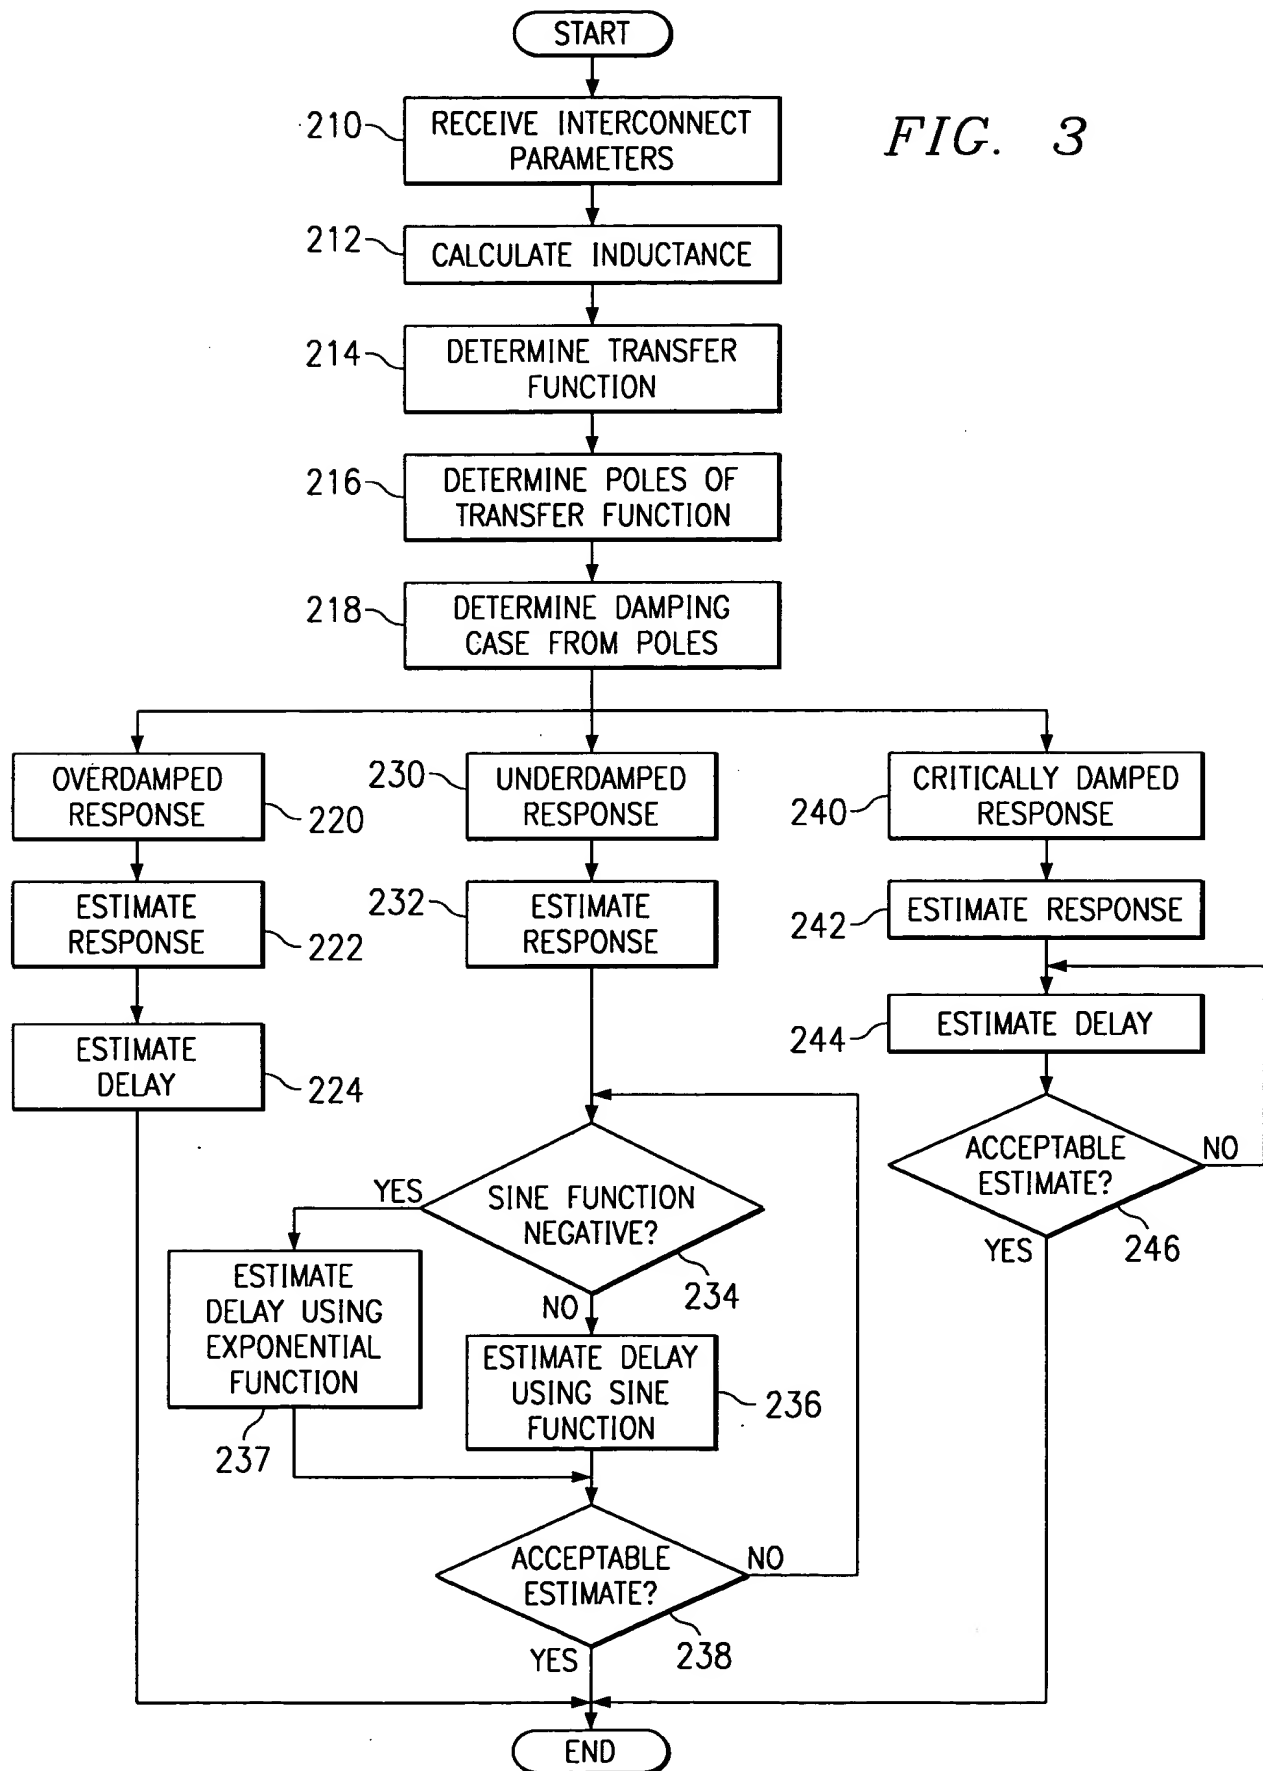 START
FIG. 3
210
RECEIVE INTERCONNECT
PARAMETERS
212
CALCULATE INDUCTANCE
214
DETERMINE TRANSFER
FUNCTION
216
DETERMINE POLES OF
TRANSFER FUNCTION
218
DETERMINE DAMPING
CASE FROM POLES
OVERDAMPED
RESPONSE
220
ESTIMATE
RESPONSE
222
ESTIMATE
DELAY
224
230
UNDERDAMPED
RESPONSE
232
ESTIMATE
RESPONSE
SINE FUNCTION
NEGATIVE?
234
YES
NO
ESTIMATE
DELAY USING
EXPONENTIAL
FUNCTION
237
ESTIMATE DELAY
USING SINE
FUNCTION
236
ACCEPTABLE
ESTIMATE?
238
NO
YES
240
CRITICALLY DAMPED
RESPONSE
242
ESTIMATE RESPONSE
244
ESTIMATE DELAY
ACCEPTABLE
ESTIMATE?
246
NO
YES
END